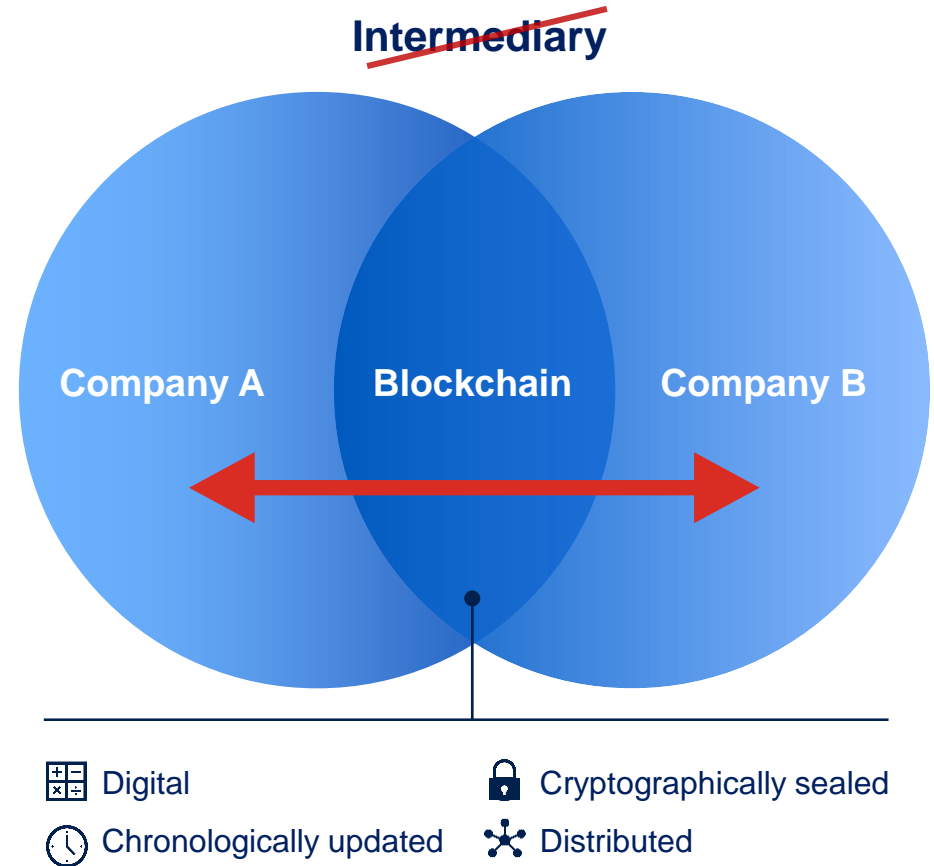 Intermediary
Company A
Blockchain
Company B
Digital
Cryptographically sealed
Chronologically updated
Distributed